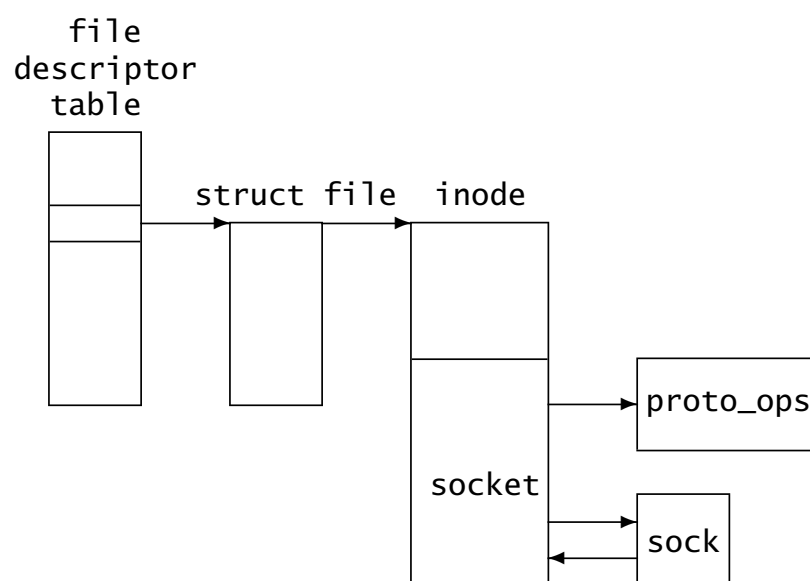 file
descriptor
table
struct file
inode
proto_ops
socket
sock